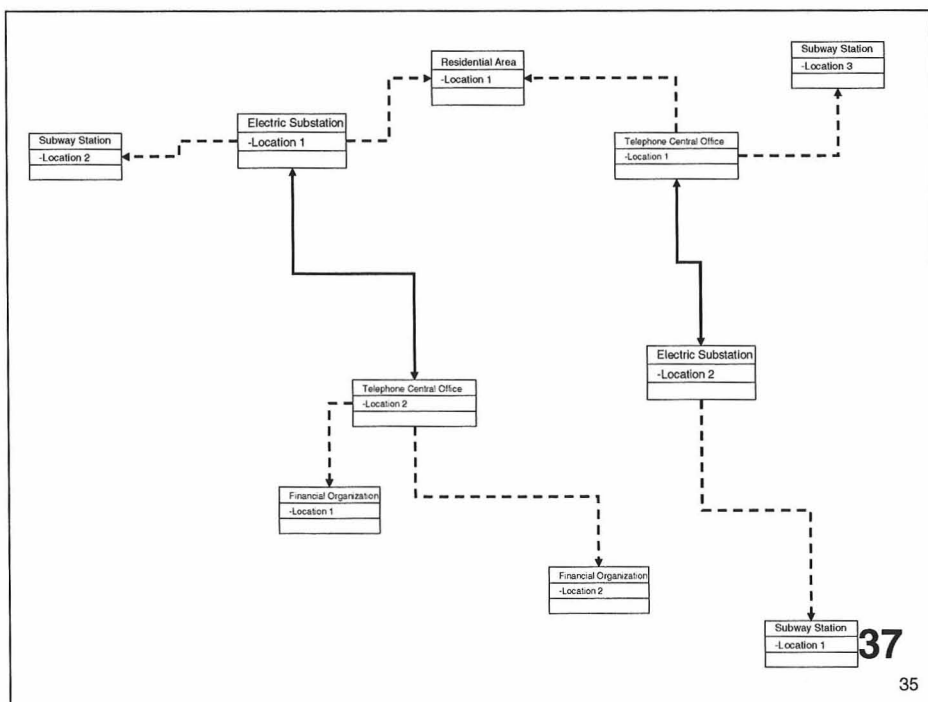 Residential Area
-Location 1
Subway Station
-Location 3
Electric Substation
-Location 1
Subway Station
-Location 2
Telephone Central Office
-Location 1
Electric Substation
-Location 2
Telephone Central Office
-Location 2
Financial Organization
-Location 1
Financial Organization
-Location 2
Subway Station
-Location 1
37
35